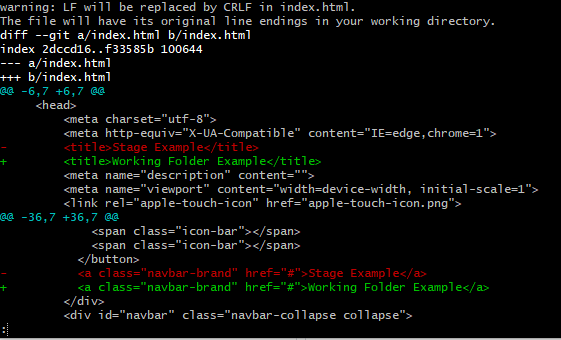 warning: LF will be replaced by CRLF in index.html.
The file will have its original line endings in your working directory.
diff --git a/index.html b/index.html
index 2dccd16..f33585b 100644
--- a/index.html
+++ b/index.html
@@ -6,7 +6,7 @@
     <head>
         <meta charset="utf-8">
         <meta http-equiv="X-UA-Compatible" content="IE=edge,chrome=1">
-        <title>Stage Example</title>
+        <title>Working Folder Example</title>
         <meta name="description" content="">
         <meta name="viewport" content="width=device-width, initial-scale=1">
         <link rel="apple-touch-icon" href="apple-touch-icon.png">
@@ -36,7 +36,7 @@
             <span class="icon-bar"></span>
             <span class="icon-bar"></span>
           </button>
-          <a class="navbar-brand" href="#">Stage Example</a>
+          <a class="navbar-brand" href="#">Working Folder Example</a>
         </div>
         <div id="navbar" class="navbar-collapse collapse">
: